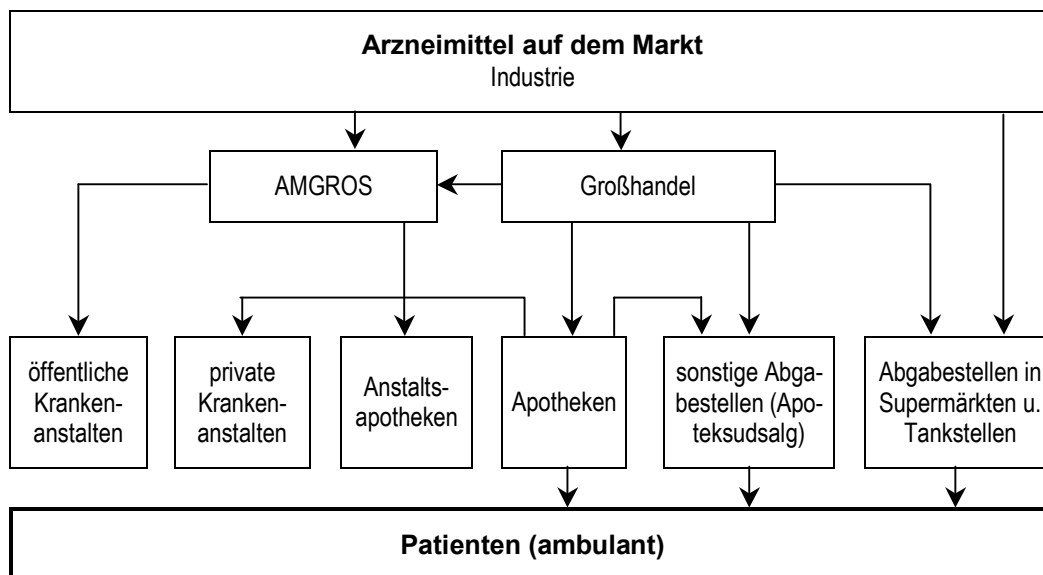 Arzneimittel auf dem Markt
Industrie
AMGROS
Großhandel
öffentliche
Kranken-
anstalten
private
Kranken-
anstalten
Anstalts-
apotheken
Apotheken
sonstige Abga-
bestellen (Apo-
teksudsalg)
Abgabestellen in
Supermärkten u.
Tankstellen
Patienten (ambulant)